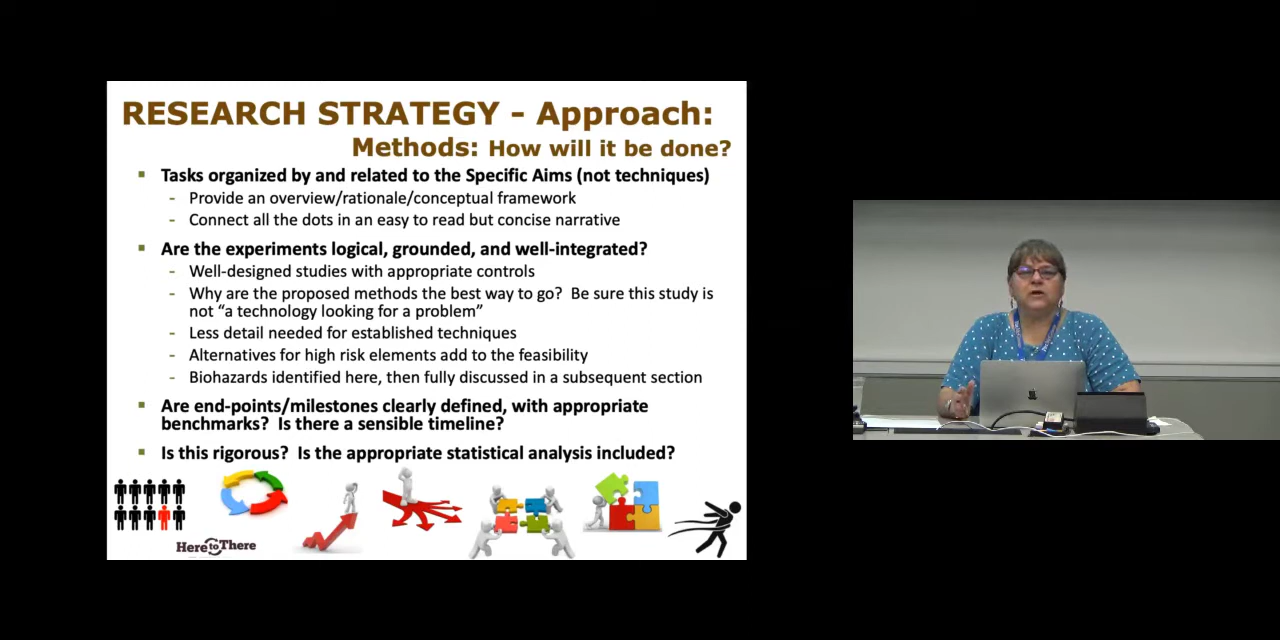 RESEARCH STRATEGY - Approach:
Methods: How will it be done?
▪ Tasks organized by and related to the Specific Aims (not techniques)
- Provide an overview/rationale/conceptual framework
- Connect all the dots in an easy to read but concise narrative
▪ Are the experiments logical, grounded, and well-integrated?
- Well-designed studies with appropriate controls
- Why are the proposed methods the best way to go? Be sure this study is
not “a technology looking for a problem”
- Less detail needed for established techniques
- Alternatives for high risk elements add to the feasibility
- Biohazards identified here, then fully discussed in a subsequent section
▪ Are end-points/milestones clearly defined, with appropriate
benchmarks? Is there a sensible timeline?
▪ Is this rigorous? Is the appropriate statistical analysis included?
Here to There